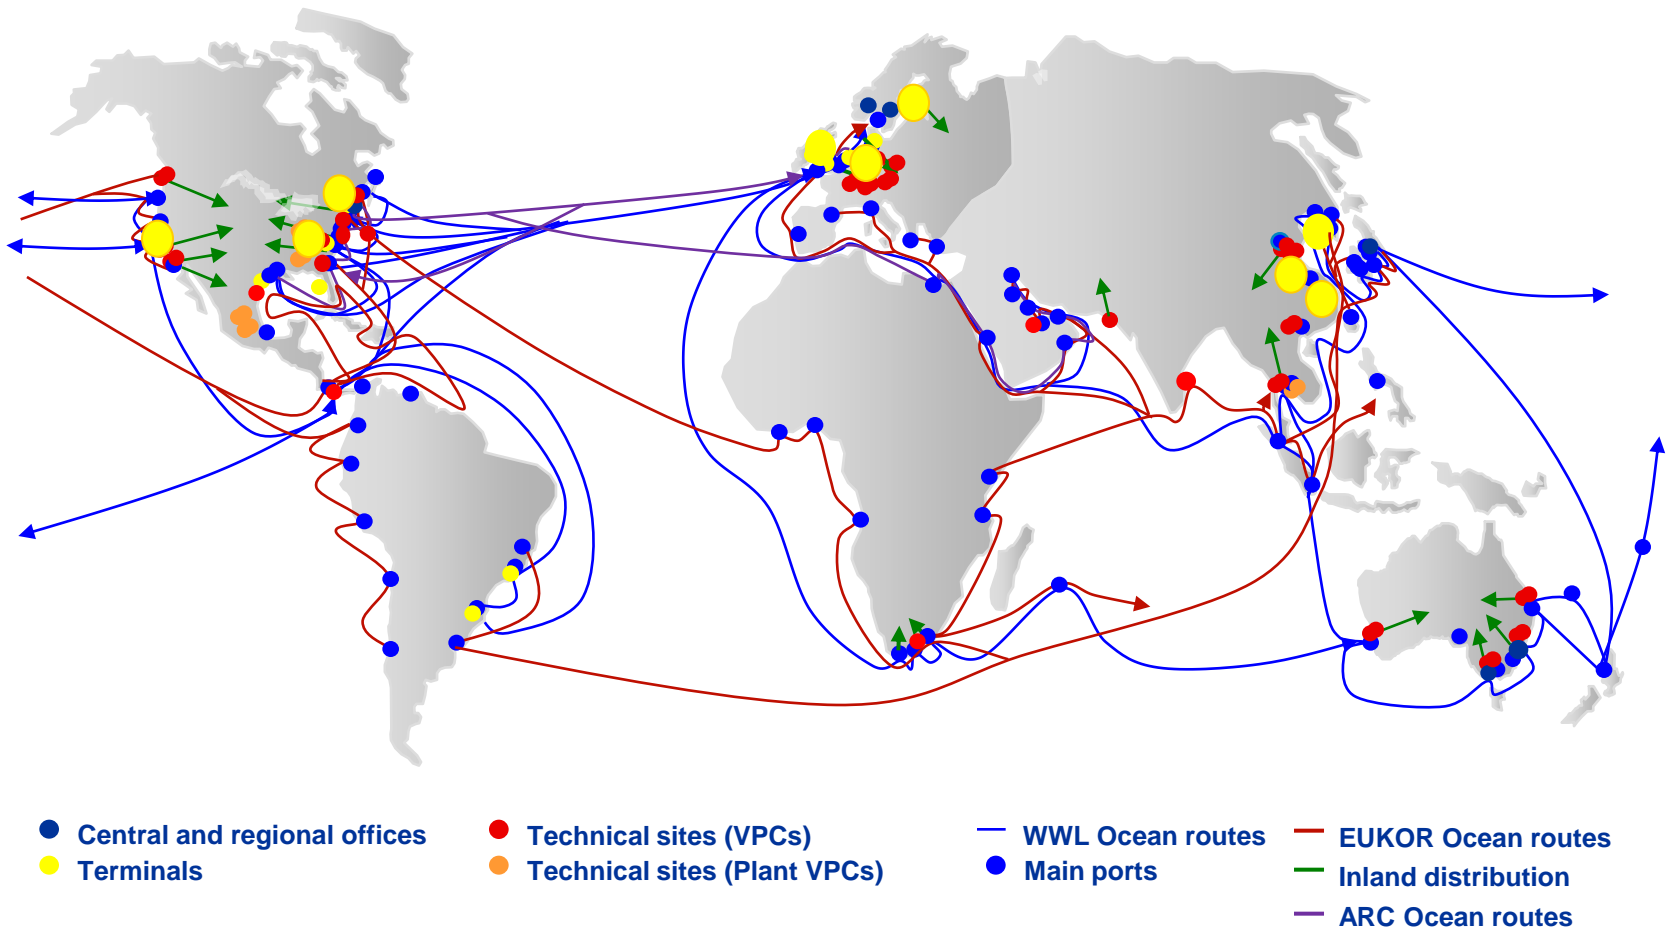 Central and regional offices
Terminals
Technical sites (VPCs)
Technical sites (Plant VPCs)
WWL Ocean routes
Main ports
EUKOR Ocean routes
Inland distribution
ARC Ocean routes